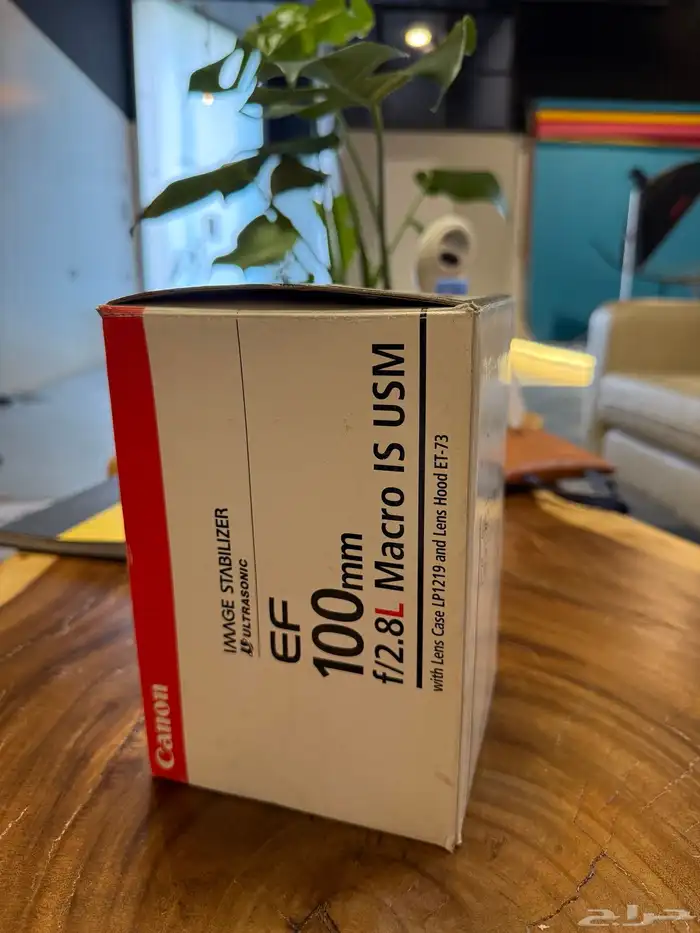 Canon
IMAGE STABILIZER
ULTRASONIC
EF
100mm
f/2.8L Macro IS USM
with Lens Case LP1219 and Lens Hood ET-73
حراج